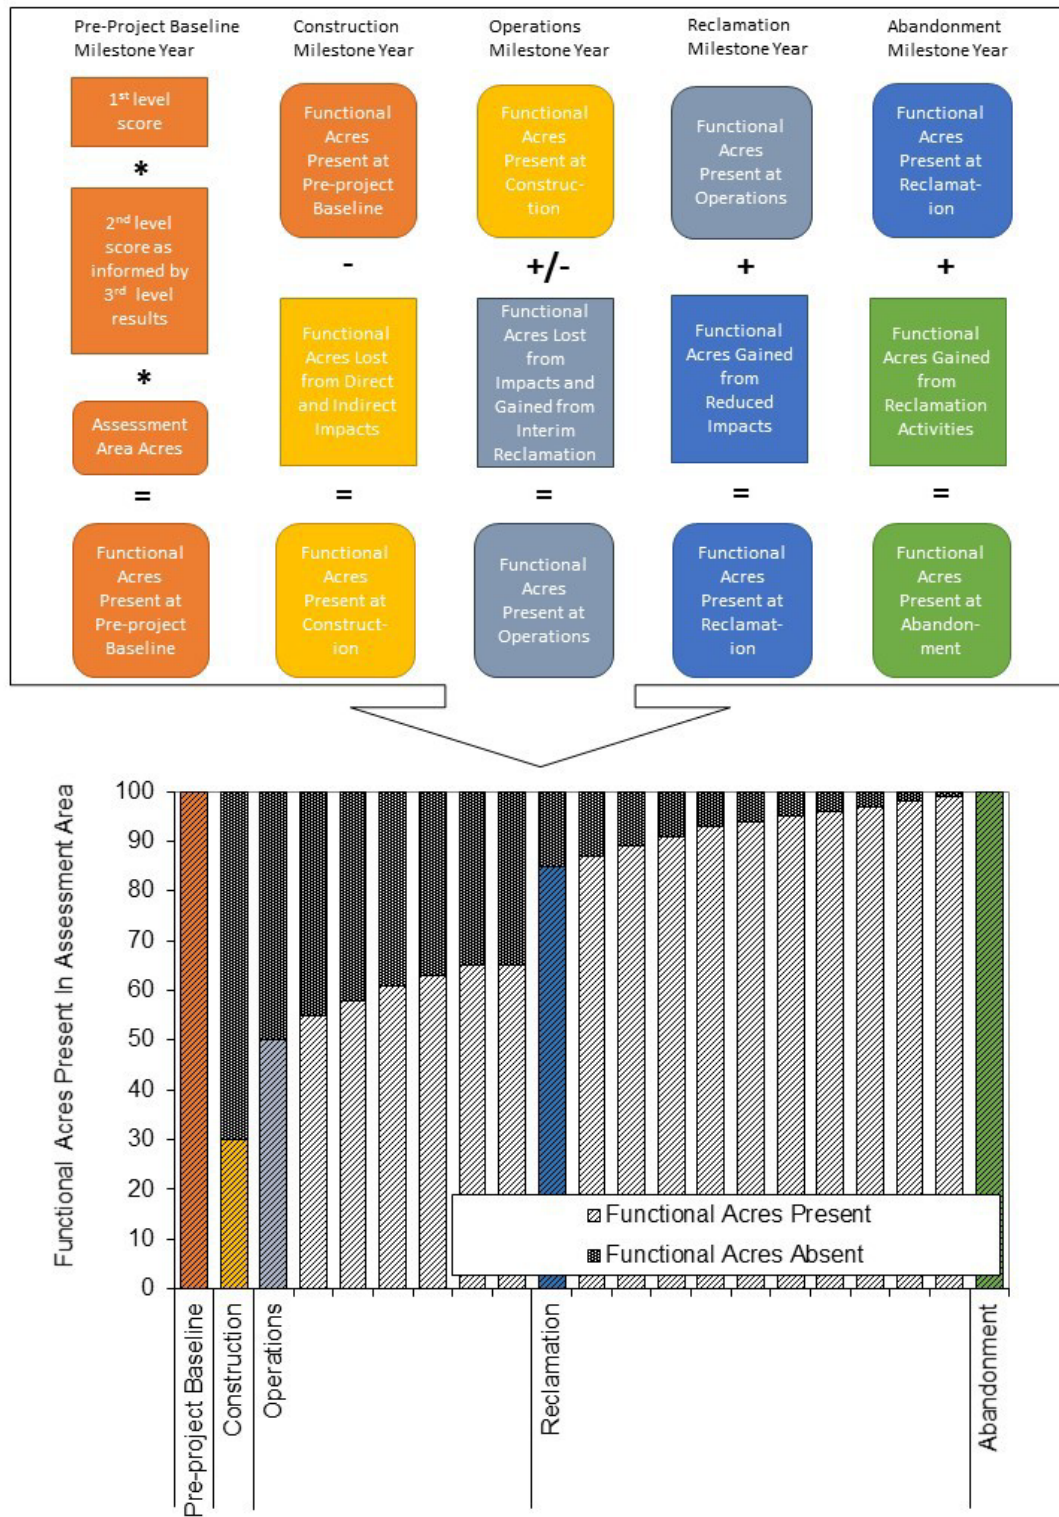 Pre-Project Baseline
Milestone Year
Construction
Milestone Year
Operations
Milestone Year
Reclamation
Milestone Year
Abandonment
Milestone Year
1st level
score
*
2nd level
score as
informed by
3rd level
results
*
Assessment
Area Acres
=
Functional
Acres
Present at
Pre-project
Baseline
Functional
Acres
Present at
Pre-project
Baseline
-
Functional
Acres Lost
from Direct
and Indirect
Impacts
=
Functional
Acres
Present at
Construct-
ion
Functional
Acres
Present at
Construc-
tion
+/-
Functional
Acres Lost
from
Impacts and
Gained from
Interim
Reclamation
=
Functional
Acres
Present at
Operations
Functional
Acres
Present at
Operations
+
Functional
Acres Gained
from
Reduced
Impacts
=
Functional
Acres
Present at
Reclamat-
ion
Functional
Acres
Present at
Reclamat-
ion
+
Functional
Acres Gained
from
Reclamation
Activities
=
Functional
Acres
Present at
Abandon-
ment
Functional Acres Present In Assessment Area
100
90
80
70
60
50
40
30
20
10
0
Functional Acres Present
Functional Acres Absent
Pre-project Baseline
Construction
Operations
Reclamation
Abandonment